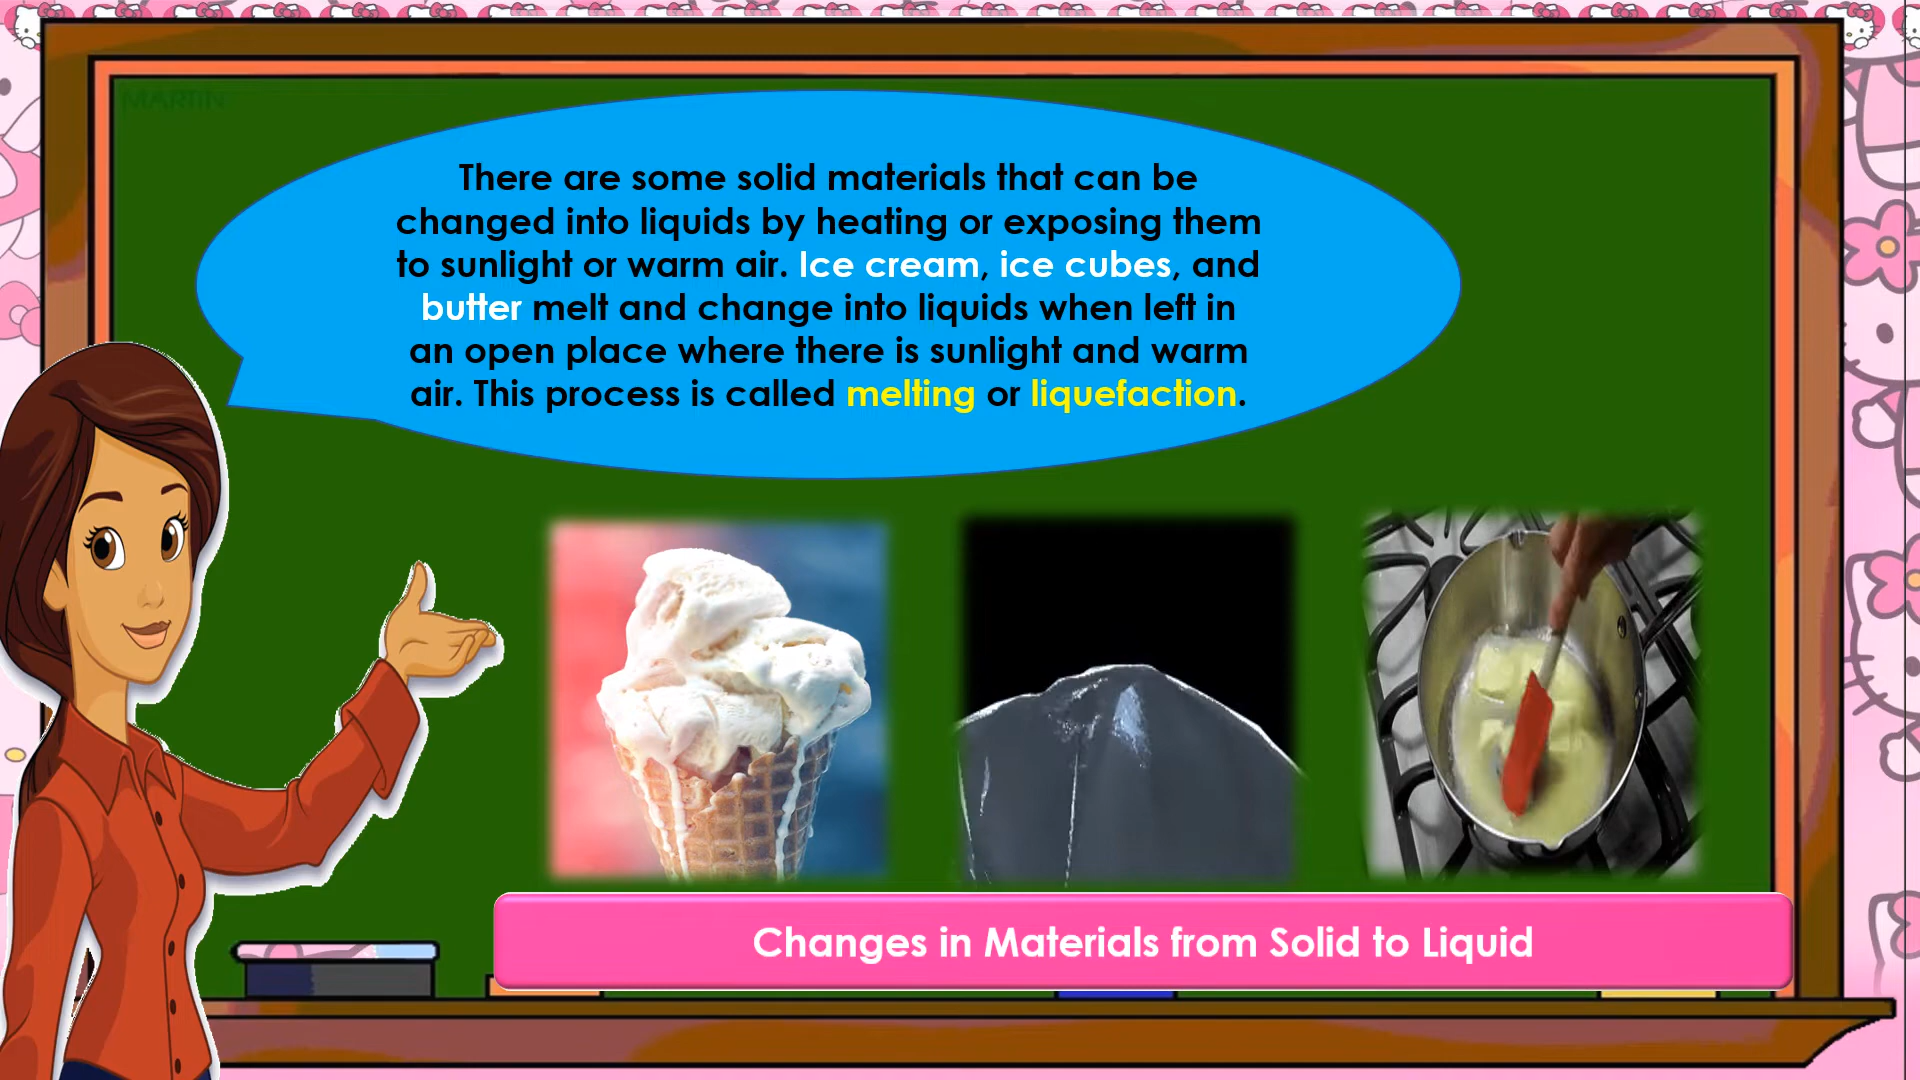 MARTIN
There are some solid materials that can be
changed into liquids by heating or exposing them
to sunlight or warm air. Ice cream, ice cubes, and
butter melt and change into liquids when left in
an open place where there is sunlight and warm
air. This process is called melting or liquefaction.
Changes in Materials from Solid to Liquid